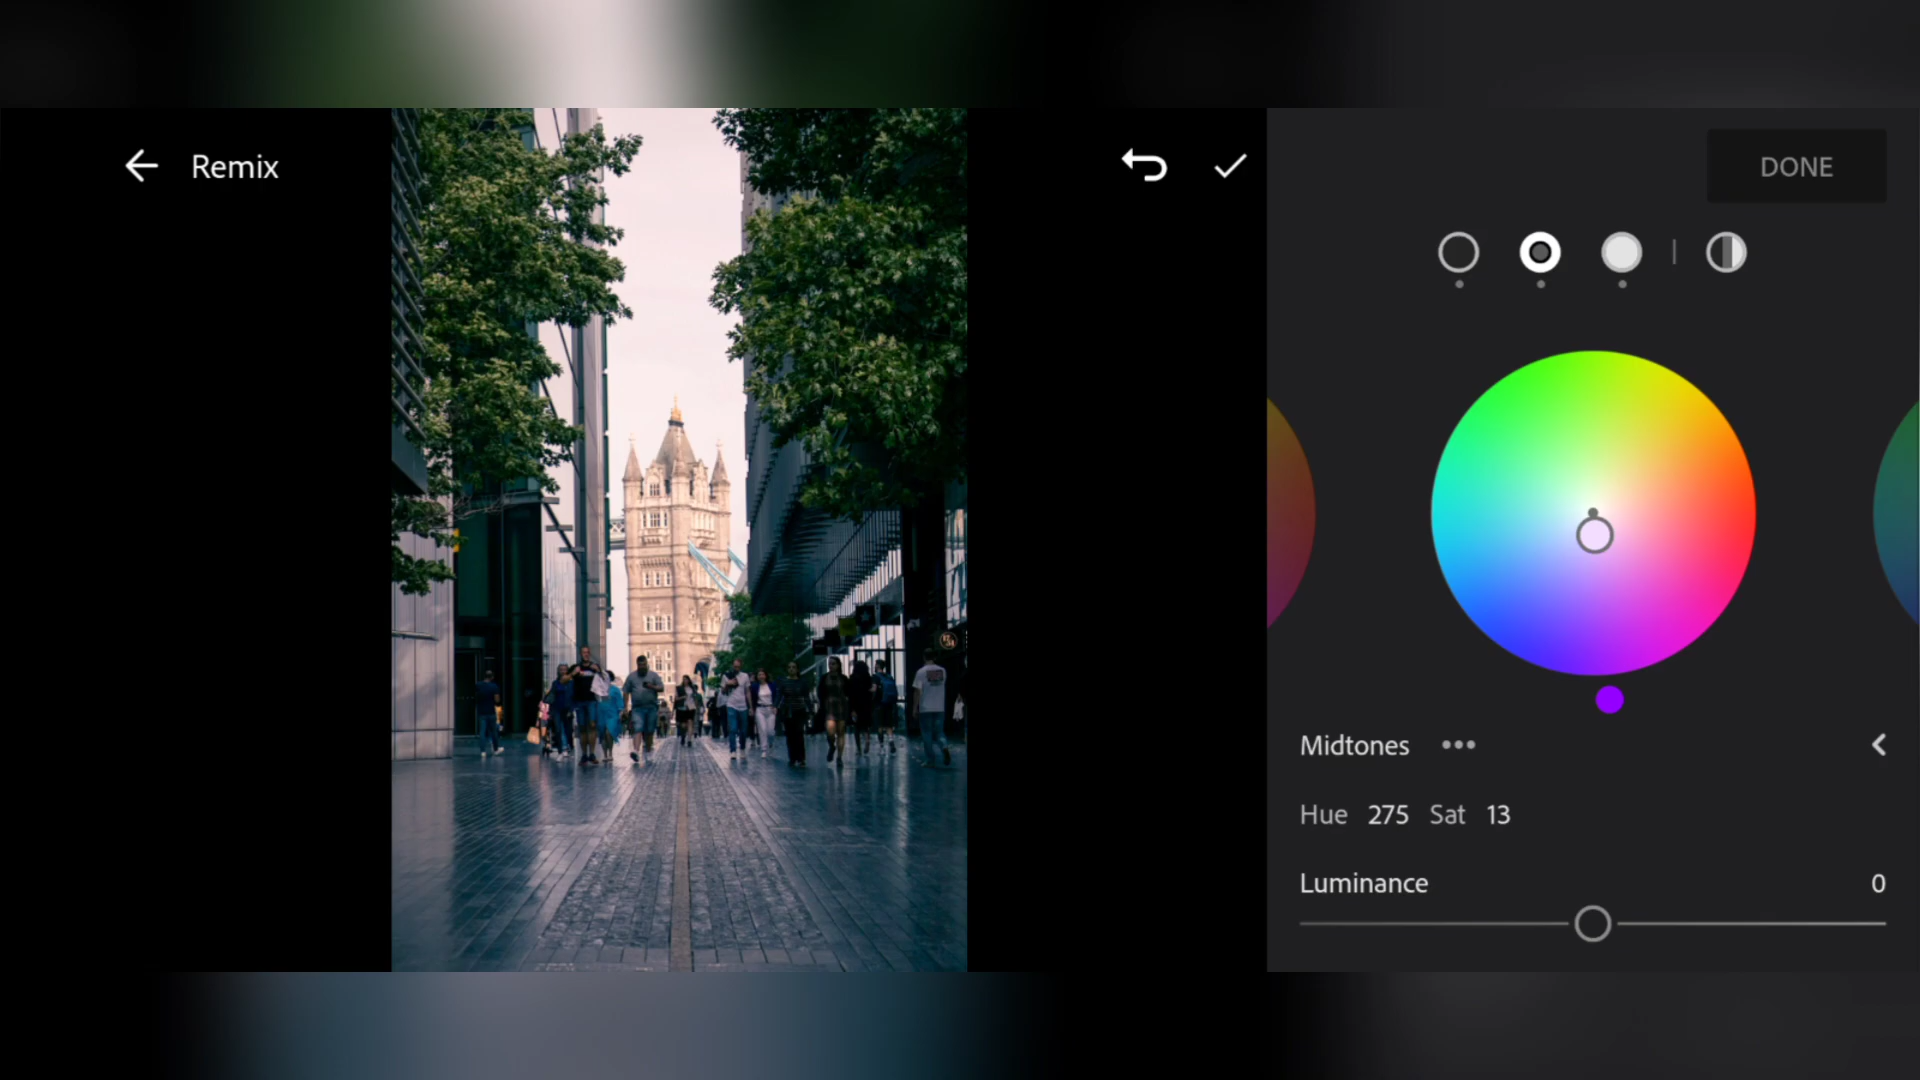 Remix
DONE
Midtones
Hue 275 Sat 13
Luminance 0